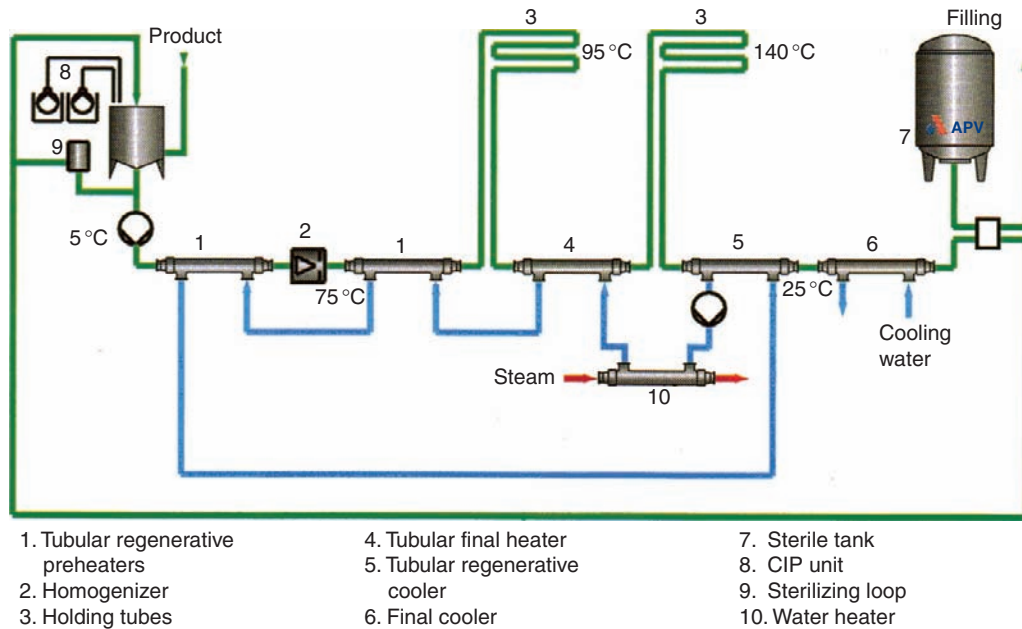 3
3
Filling
Product
95 °C
140 °C
8
7
APV
9
5 °C
1
2
1
4
5
6
75 °C
25 °C
Cooling
water
Steam
10
1. Tubular regenerative
preheaters
2. Homogenizer
3. Holding tubes
4. Tubular final heater
5. Tubular regenerative
cooler
6. Final cooler
7. Sterile tank
8. CIP unit
9. Sterilizing loop
10. Water heater